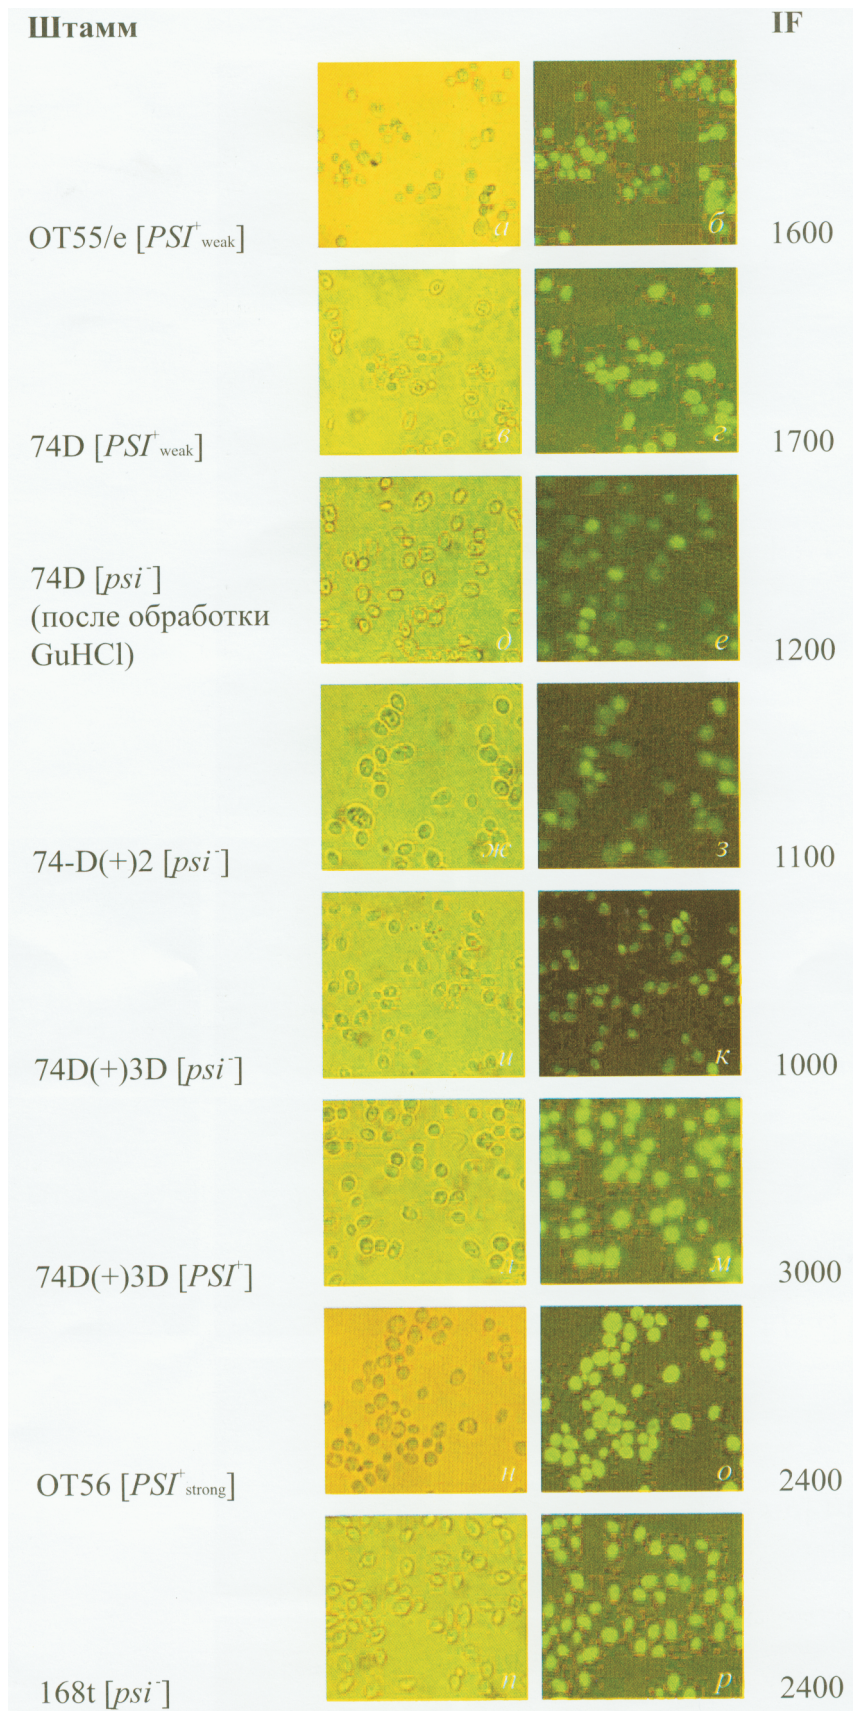 Штамм IF
а б
OT55/e [PSI⁺weak] 1600
в г
74D [PSI⁺weak] 1700
74D [psi⁻]
(после обработки
GuHCl) 1200
д е
ж з
74-D(+)2 [psi⁻] 1100
и к
74D(+)3D [psi⁻] 1000
л м
74D(+)3D [PSI⁺] 3000
н о
OT56 [PSI⁺strong] 2400
п р
168t [psi⁻] 2400